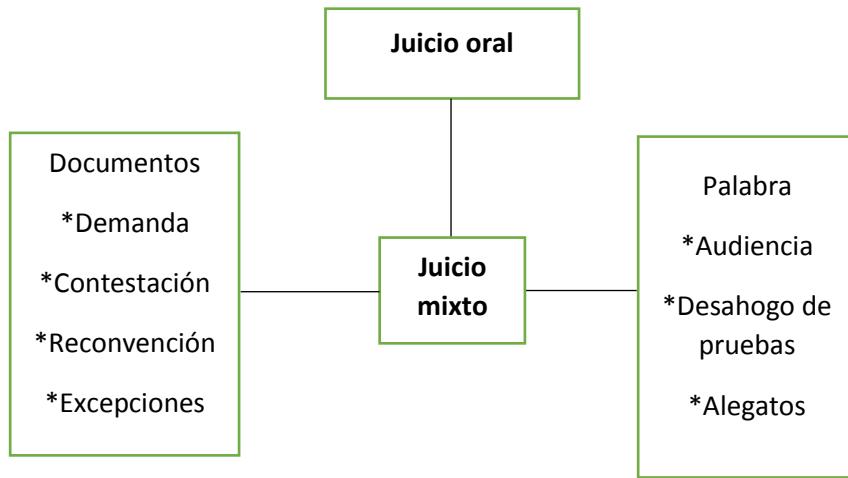 Juicio oral
Documentos
*Demanda
*Contestación
*Reconvención
*Excepciones
Juicio
mixto
Palabra
*Audiencia
*Desahogo de
pruebas
*Alegatos